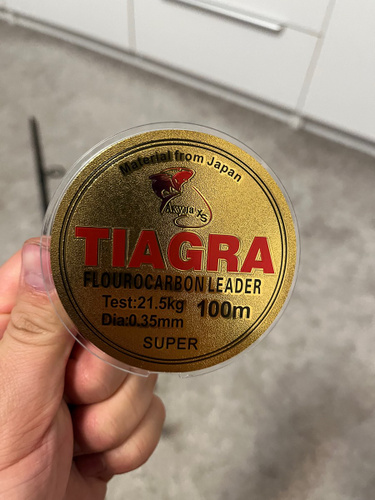 Material from Japan
TIAGRA
FLOUROCARBON LEADER
Test:21.5kg
100m
Dia:0.35mm
SUPER